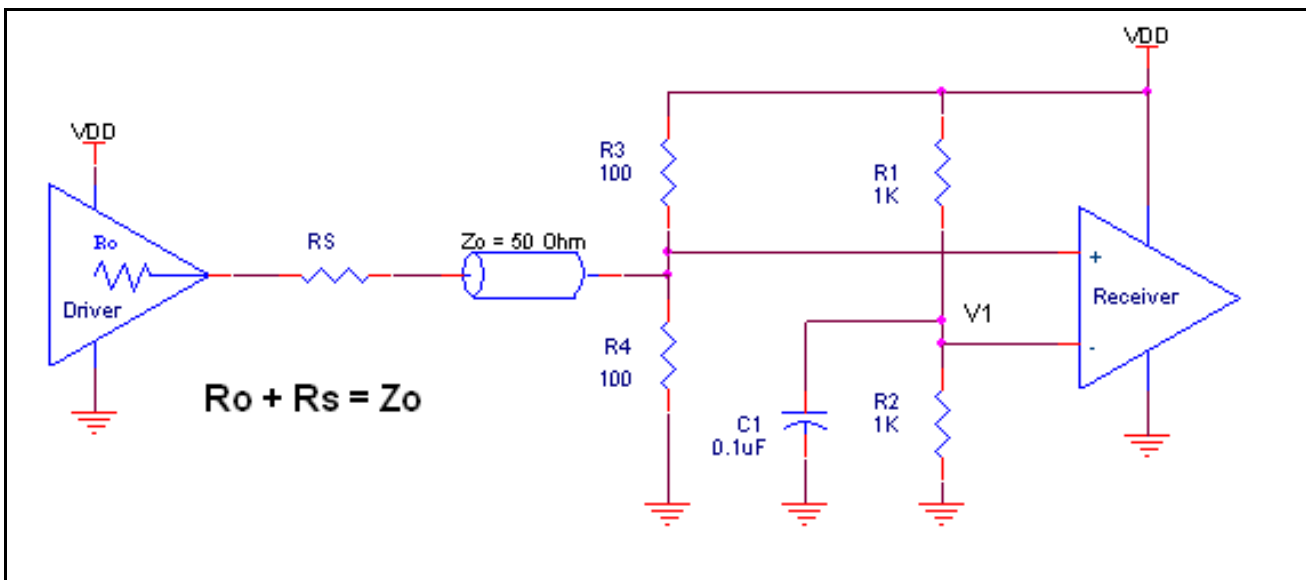 VDD
VDD
R3
100
R1
1K
Ro
RS
Zo = 50 Ohm
+
Driver
Receiver
V1
-
R4
100
Ro + Rs = Zo
R2
1K
C1
0.1uF